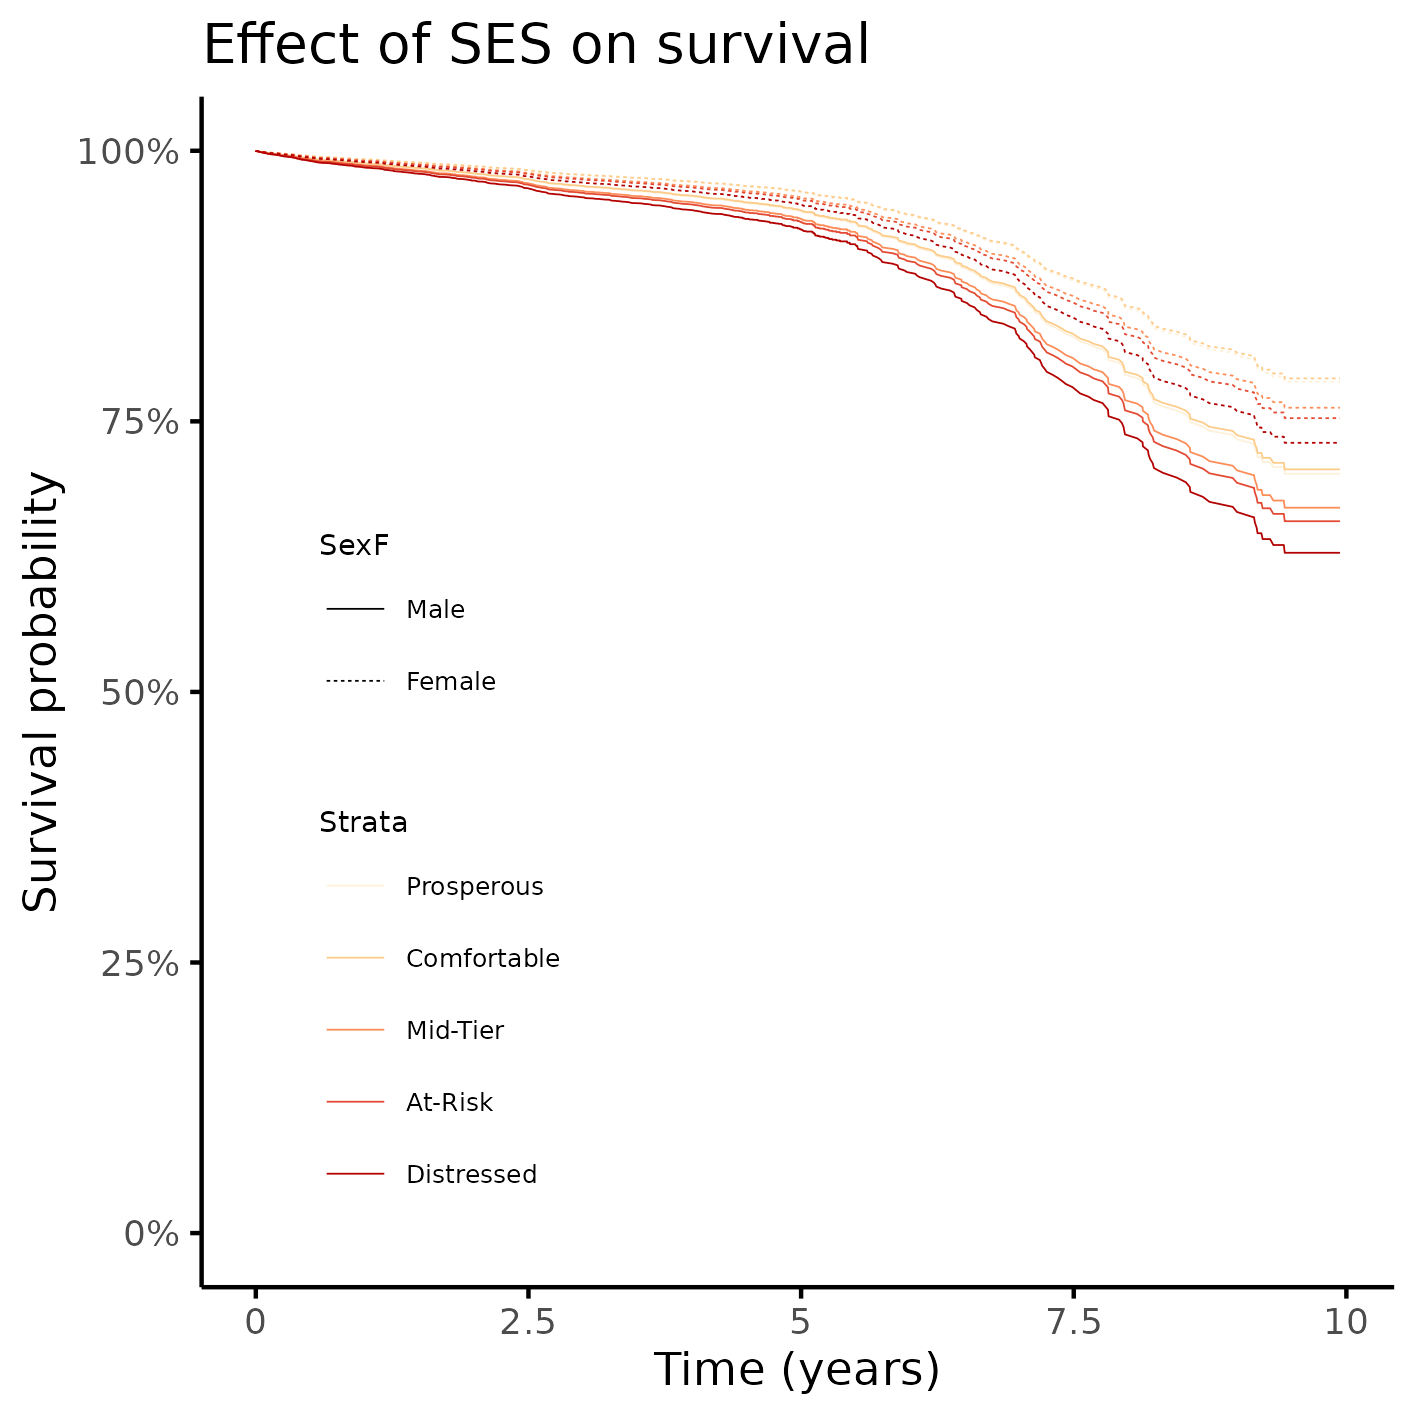 Effect of SES on survival
100%
75%
50%
25%
0%
Survival probability
SexF
Male
Female
Strata
Prosperous
Comfortable
Mid-Tier
At-Risk
Distressed
0 2.5 5 7.5 10
Time (years)